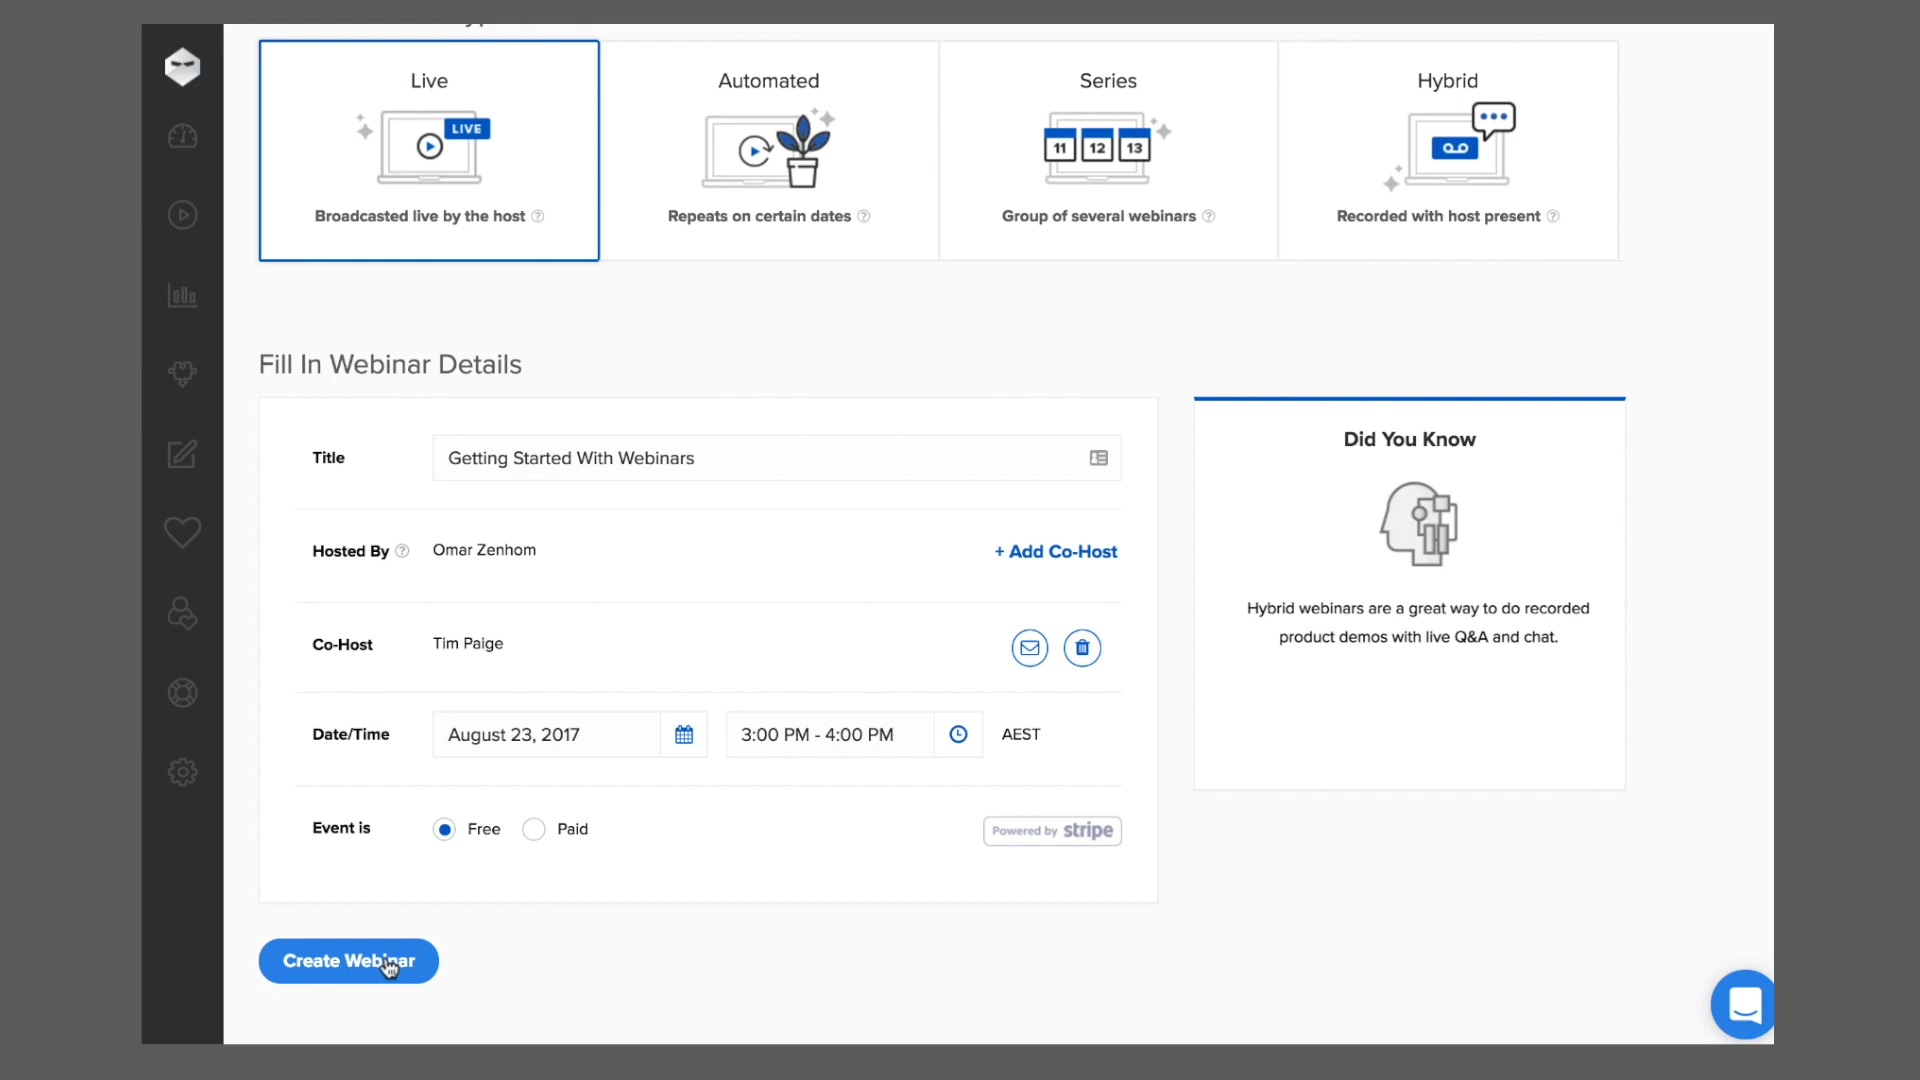 Live
Automated
Series
Hybrid
LIVE
11 12 13
Broadcasted live by the host ?
Repeats on certain dates ?
Group of several webinars ?
Recorded with host present ?
Fill In Webinar Details
Title
Getting Started With Webinars
Hosted By ?
Omar Zenhom
+ Add Co-Host
Co-Host
Tim Paige
Date/Time
August 23, 2017
3:00 PM - 4:00 PM
AEST
Event is
Free
Paid
Powered by stripe
Create Webinar
Did You Know
Hybrid webinars are a great way to do recorded
product demos with live Q&A and chat.